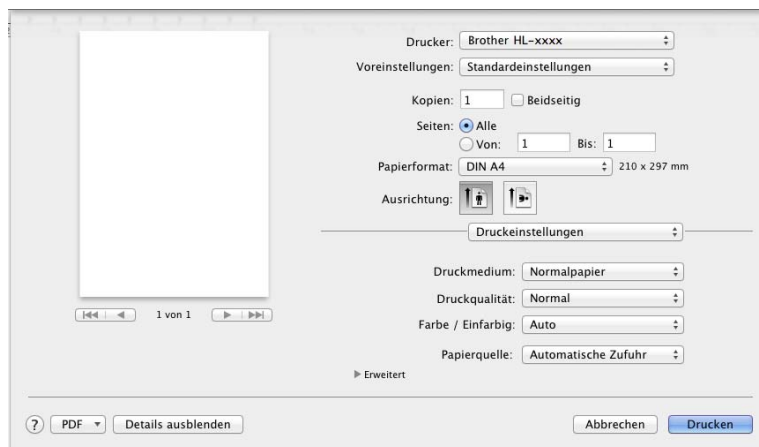 Drucker: Brother HL-xxxx
Voreinstellungen: Standardeinstellungen
Kopien: 1 Beidseitig
Seiten: Alle
Von: 1 Bis: 1
Papierformat: DIN A4 210 x 297 mm
Ausrichtung:
Druckeinstellungen
Druckmedium: Normalpapier
Druckqualität: Normal
1 von 1
Farbe / Einfarbig: Auto
Papierquelle: Automatische Zufuhr
Erweitert
? PDF Details ausblenden Abbrechen Drucken